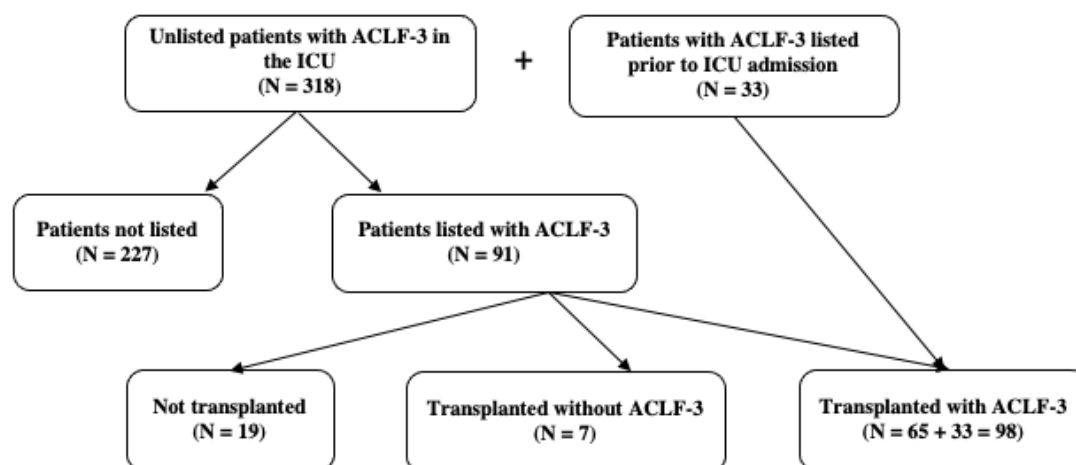 Unlisted patients with ACLF-3 in
the ICU
(N = 318)
+
Patients with ACLF-3 listed
prior to ICU admission
(N = 33)
Patients not listed
(N = 227)
Patients listed with ACLF-3
(N = 91)
Not transplanted
(N = 19)
Transplanted without ACLF-3
(N = 7)
Transplanted with ACLF-3
(N = 65 + 33 = 98)